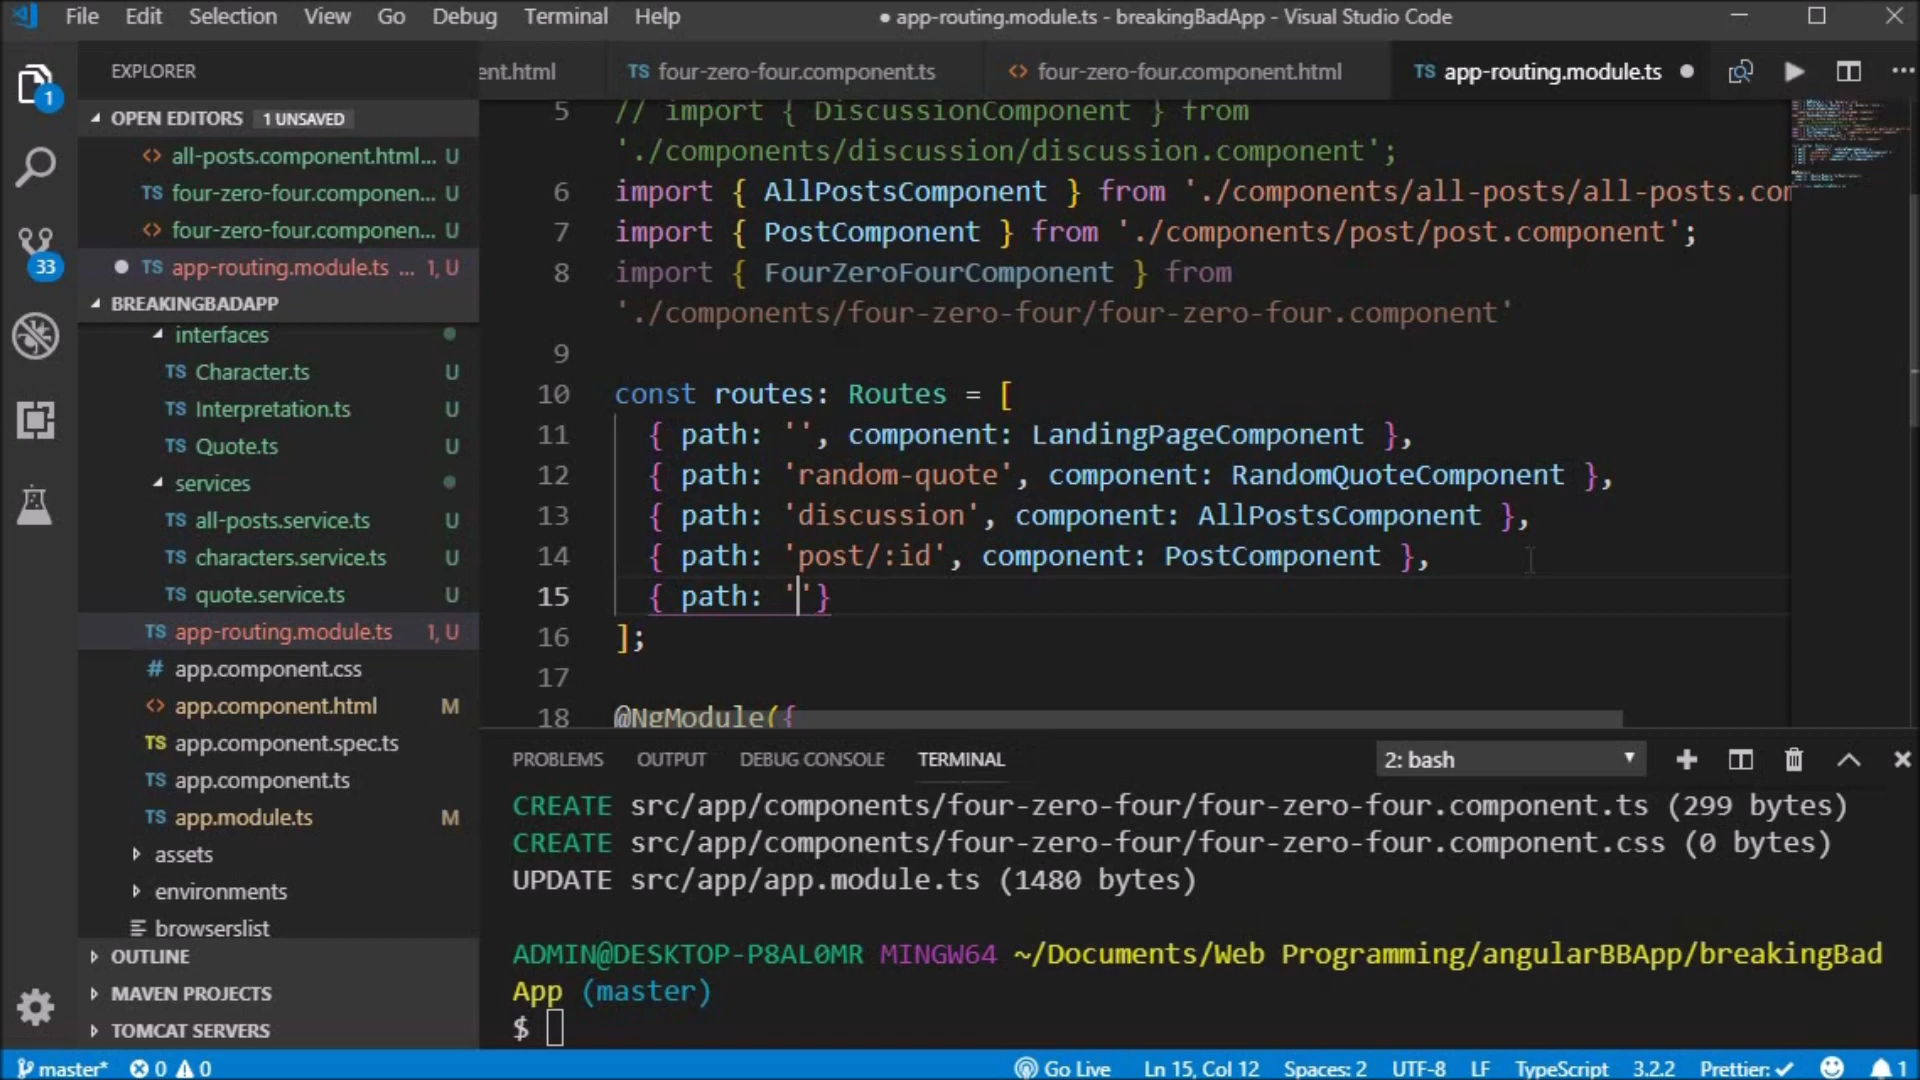 File Edit Selection View Go Debug Terminal Help
● app-routing.module.ts - breakingBadApp - Visual Studio Code
EXPLORER
ent.html
TS four-zero-four.component.ts
<> four-zero-four.component.html
TS app-routing.module.ts ●
1
OPEN EDITORS 1 UNSAVED
<> all-posts.component.html... U
TS four-zero-four.componen... U
<> four-zero-four.componen... U
● TS app-routing.module.ts ... 1, U
33
BREAKINGBADAPP
interfaces
TS Character.ts U
TS Interpretation.ts U
TS Quote.ts U
services
TS all-posts.service.ts U
TS characters.service.ts U
TS quote.service.ts U
TS app-routing.module.ts 1, U
# app.component.css
<> app.component.html M
TS app.component.spec.ts
TS app.component.ts
TS app.module.ts M
assets
environments
browserslist
OUTLINE
MAVEN PROJECTS
TOMCAT SERVERS
5 // import { DiscussionComponent } from
'./components/discussion/discussion.component';
6 import { AllPostsComponent } from './components/all-posts/all-posts.com
7 import { PostComponent } from './components/post/post.component';
8 import { FourZeroFourComponent } from
'./components/four-zero-four/four-zero-four.component'
9
10 const routes: Routes = [
11 { path: '', component: LandingPageComponent },
12 { path: 'random-quote', component: RandomQuoteComponent },
13 { path: 'discussion', component: AllPostsComponent },
14 { path: 'post/:id', component: PostComponent },
15 { path: ''}
16 ];
17
18 @NgModule({
PROBLEMS OUTPUT DEBUG CONSOLE TERMINAL 2: bash
CREATE src/app/components/four-zero-four/four-zero-four.component.ts (299 bytes)
CREATE src/app/components/four-zero-four/four-zero-four.component.css (0 bytes)
UPDATE src/app/app.module.ts (1480 bytes)
ADMIN@DESKTOP-P8AL0MR MINGW64 ~/Documents/Web Programming/angularBBApp/breakingBad
App (master)
$
master* 0 0 Go Live Ln 15, Col 12 Spaces: 2 UTF-8 LF TypeScript 3.2.2 Prettier: ✓ 1